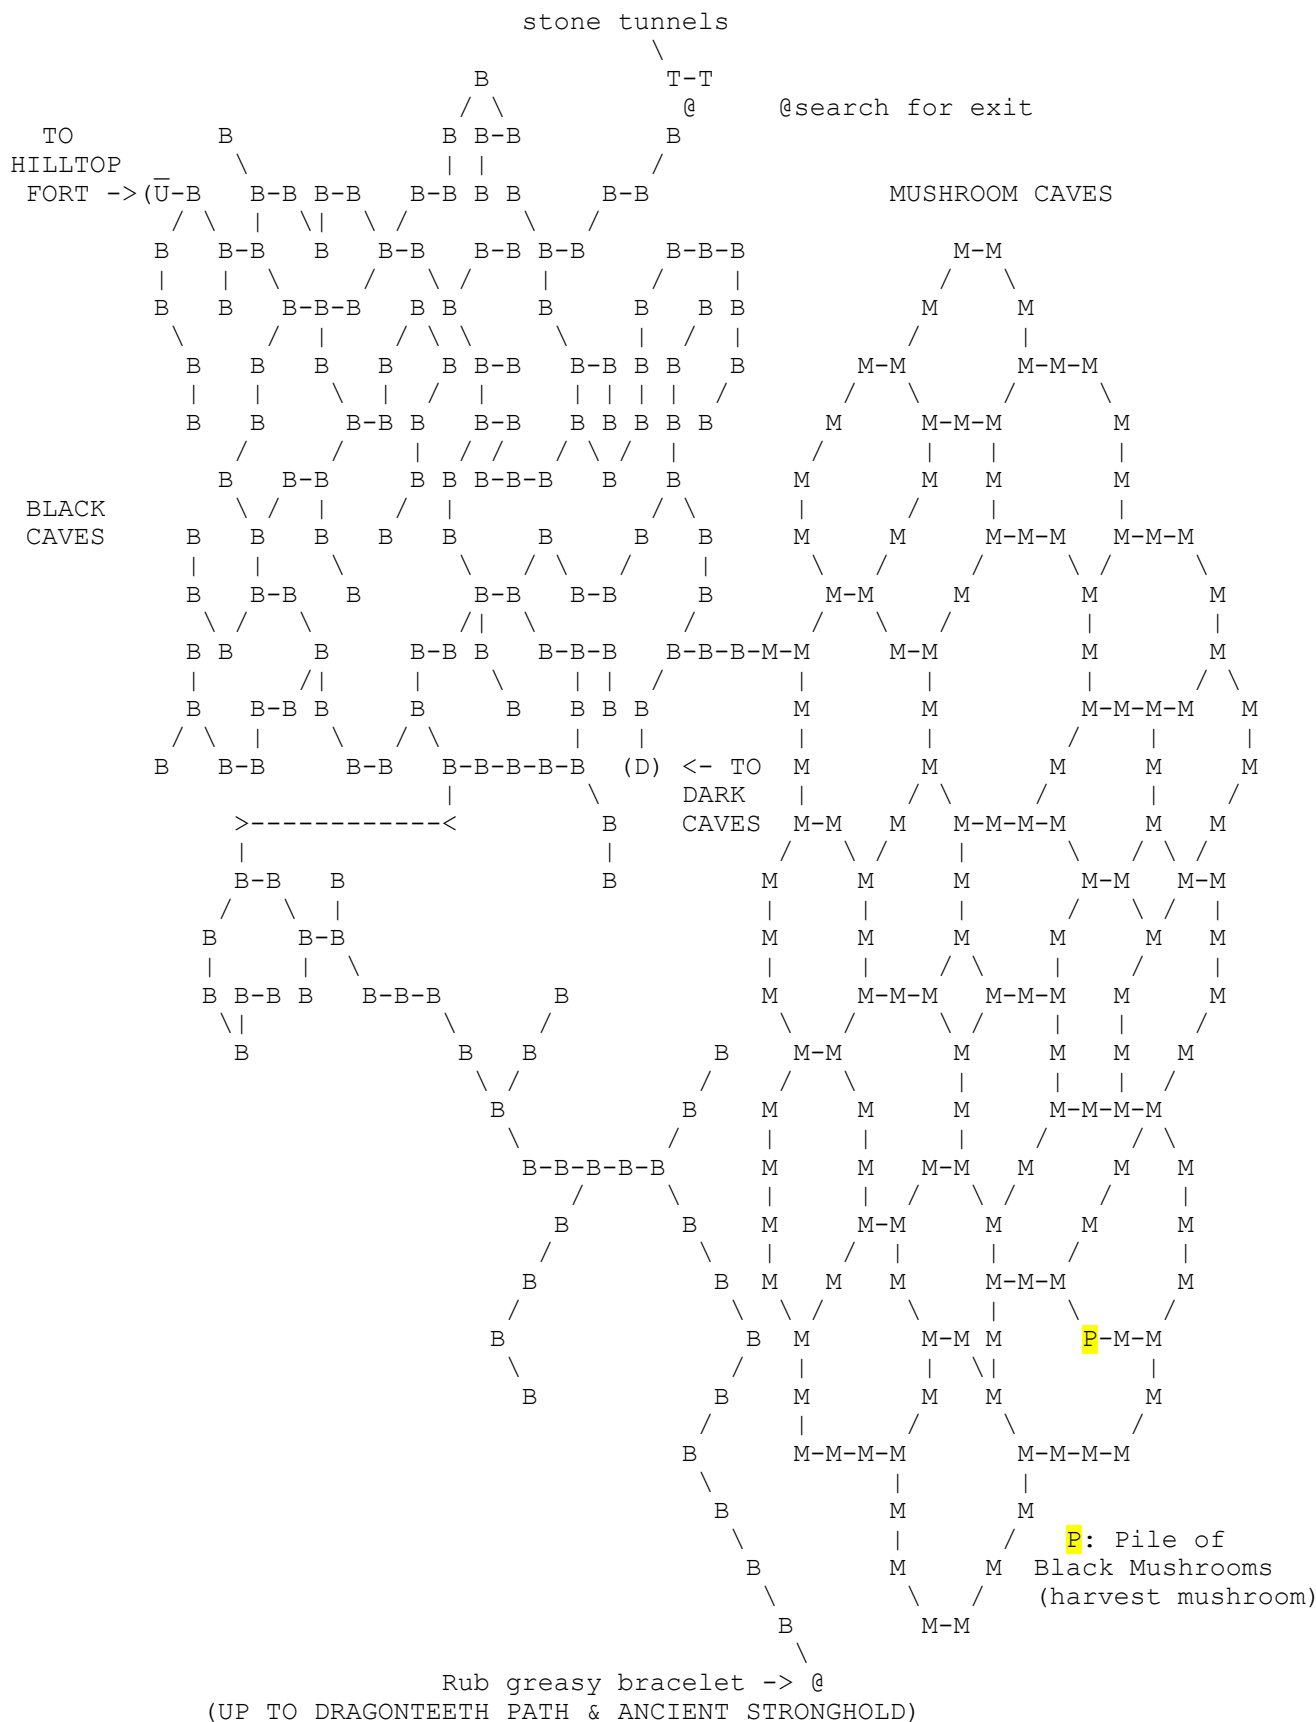 stone tunnels
                                        \
                             B           T-T
                            / \           @     @search for exit
  TO         B             B B-B         B
HILLTOP       \            | |          /
 FORT ->(U-B   B-B B-B   B-B B B     B-B               MUSHROOM CAVES
          / \  |  \|   \ /      \   /
         B   B-B   B   B-B   B-B B-B     B-B-B             M-M
         |   |  \     /   \ /    |      /    |            /   \
         B   B   B-B-B   B B     B     B   B B           M     M
          \     / |     / \ \     \    |  /  |          /      |
           B   B   B   B   B B-B   B-B B B   B       M-M       M-M-M
           |   |    \  |  /  |     | | | |  /       /   \     /     \
           B   B     B-B B   B-B   B B B B B       M     M-M-M       M
              /     /    |  / /   / \ /  |        /      |   |       |
             B   B-B     B B B-B-B   B   B       M       M   M       M
 BLACK        \ /  |    /  |            / \      |      /    |       |
 CAVES     B   B   B   B   B     B     B   B     M     M     M-M-M   M-M-M
           |   |    \       \   / \   /    |      \   /     /     \ /     \
           B   B-B   B       B-B   B-B     B       M-M     M       M       M
            \ /   \         /|  \         /       /   \   /        |       |
           B B     B     B-B B   B-B-B   B-B-B-M-M     M-M         M       M
           |      /|     |    \    | |  /        |       |         |      / \
           B   B-B B     B     B   B B B         M       M         M-M-M-M   M
          / \  |    \   / \        |   |         |       |        /    |     |
         B   B-B     B-B   B-B-B-B-B  (D) <- TO  M       M       M     M     M
                           |        \     DARK   |      / \     /      |    /
              >------------<         B    CAVES  M-M   M   M-M-M-M     M   M
              |                      |          /   \ /    |      \   / \ /
              B-B   B                B         M     M     M       M-M   M-M
             /   \  |                          |     |     |      /   \ /  |
            B     B-B                          M     M     M     M     M   M
            |     |  \                         |     |    / \    |    /    |
            B B-B B   B-B-B       B            M     M-M-M   M-M-M   M     M
             \|            \     /              \   /     \ /    |   |    /
              B             B   B          B     M-M       M     M   M   M
                             \ /          /     /   \      |     |   |  /
                              B          B     M     M     M     M-M-M-M
                               \        /      |     |     |    /     / \
                                B-B-B-B-B      M     M   M-M   M     M   M
                                   /     \     |     |  /   \ /     /    |
                                  B       B    M     M-M     M     M     M
                                 /         \   |    /  |     |    /      |
                                B           B  M   M   M     M-M-M       M
                               /             \  \ /     \    |    \     /
                              B               B  M       M-M M     P-M-M
                               \             /   |       |  \|         |
                                B           B    M       M   M         M
                                           /     |      /     \       /
                                          B      M-M-M-M       M-M-M-M
                                           \           |       |
                                            B          M       M
                                             \         |      /   P: Pile of
                                              B        M     M  Black Mushrooms
                                               \        \   /   (harvest mushroom)
                                                B        M-M
                                                 \
                           Rub greasy bracelet -> @
            (UP TO DRAGONTEETH PATH & ANCIENT STRONGHOLD)